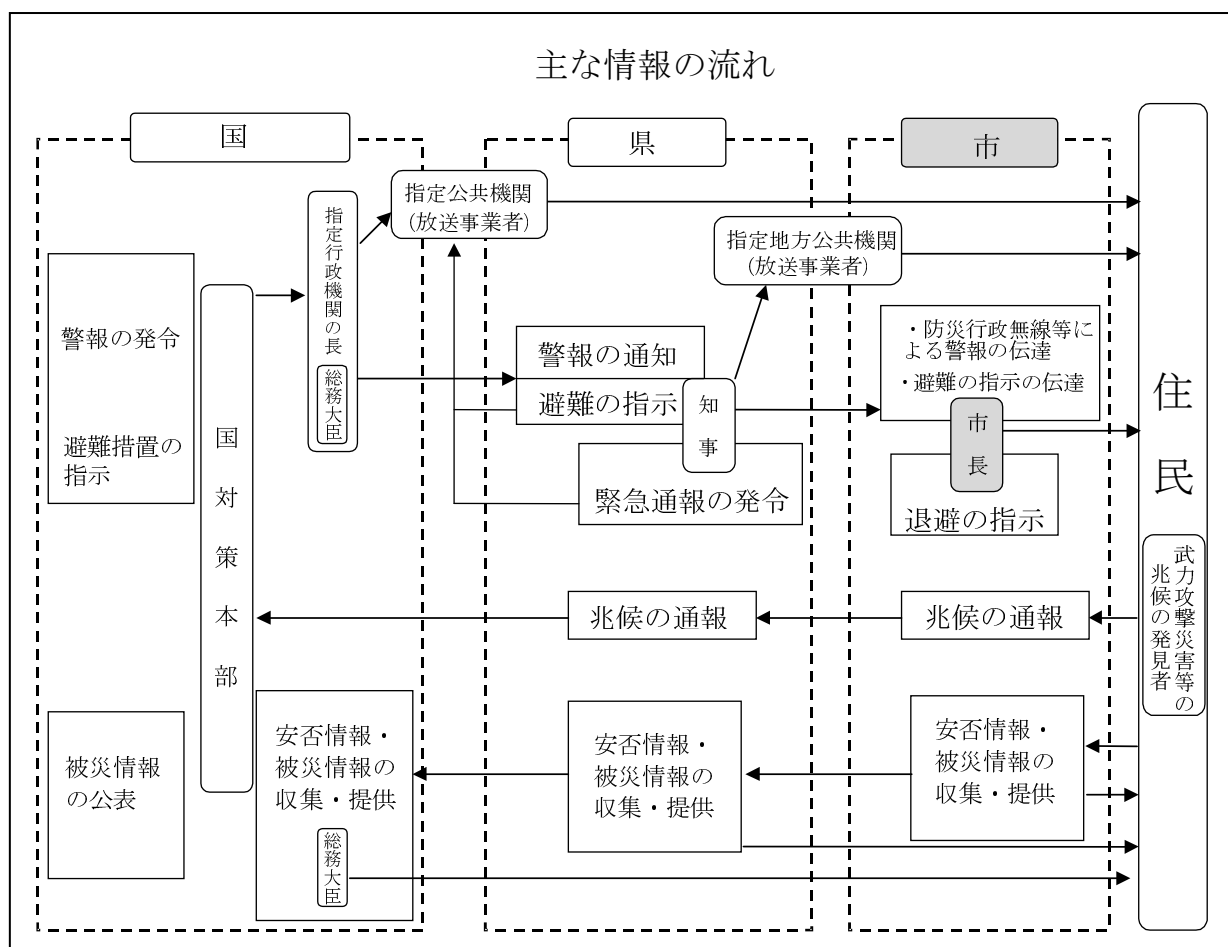 主な情報の流れ
国
県
市
指定公共機関
(放送事業者)
指定行政機関の長
総務大臣
指定地方公共機関
(放送事業者)
警報の発令
避難措置の
指示
国対策本部
警報の通知
避難の指示
知事
緊急通報の発令
・防災行政無線等に
よる警報の伝達
・避難の指示の伝達
市長
退避の指示
住民
武力攻撃災害等の
兆候の発見者
兆候の通報
兆候の通報
被災情報
の公表
安否情報・
被災情報の
収集・提供
総務大臣
安否情報・
被災情報の
収集・提供
安否情報・
被災情報の
収集・提供